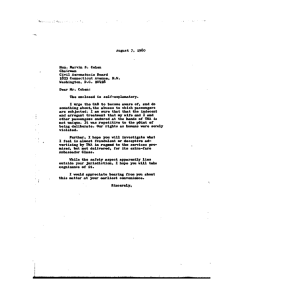 August 7, 1980
Hon. Marvin S. Cohen
Chairman
Civil Aeronautics Board
1825 Connecticut Avenue, N.W.
Washington, D.C. 20428
Dear Mr. Cohen:
The enclosed is self-explanatory.
I urge the CAB to become aware of, and do
something about, the abuse to which passengers
are subjected. I am sure that the indecent
and arrogant treatment that my wife and I and
other passengers endured at the hands of TWA is
not unique. It was repetitive to the point of
being deliberate. Our rights as humans were sorely
violated.
Further, I hope you will investigate what
I feel is almost fraudulent or deceptive ad-
vertising by TWA in regard to the services pro-
mised, but not delivered, for its extra-fare
Ambassador Class.
While the safety aspect apparently lies
outside your jurisdiction, I hope you will take
cognizance of it.
I would appreciate hearing from you about
this matter at your earliest convenience.
Sincerely,